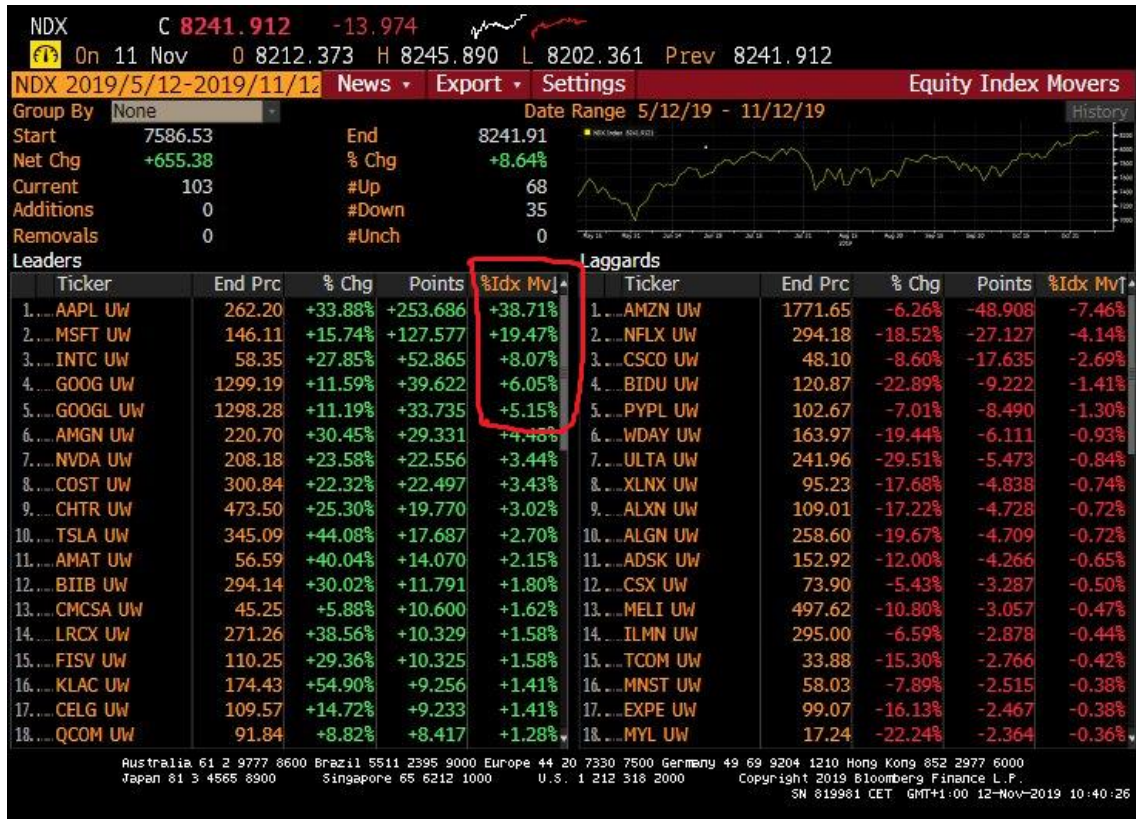 NDX C 8241.912 -13.974
On 11 Nov O 8212.373 H 8245.890 L 8202.361 Prev 8241.912
NDX 2019/5/12-2019/11/12 News Export Settings Equity Index Movers
Group By None Date Range 5/12/19 - 11/12/19 History
Start 7586.53 End 8241.91
Net Chg +655.38 % Chg +8.64%
Current 103 #Up 68
Additions 0 #Down 35
Removals 0 #Unch 0
Leaders Laggards
Ticker End Prc % Chg Points %Idx Mv↓ Ticker End Prc % Chg Points %Idx Mv↑
1. AAPL UW 262.20 +33.88% +253.686 +38.71% 1. AMZN UW 1771.65 -6.26% -48.908 -7.46%
2. MSFT UW 146.11 +15.74% +127.577 +19.47% 2. NFLX UW 294.18 -18.52% -27.127 -4.14%
3. INTC UW 58.35 +27.85% +52.865 +8.07% 3. CSCO UW 48.10 -8.60% -17.635 -2.69%
4. GOOG UW 1299.19 +11.59% +39.622 +6.05% 4. BIDU UW 120.87 -22.89% -9.222 -1.41%
5. GOOGL UW 1298.28 +11.19% +33.735 +5.15% 5. PYPL UW 102.67 -7.01% -8.490 -1.30%
6. AMGN UW 220.70 +30.45% +29.331 +4.48% 6. WDAY UW 163.97 -19.44% -6.111 -0.93%
7. NVDA UW 208.18 +23.58% +22.556 +3.44% 7. ULTA UW 241.96 -29.51% -5.473 -0.84%
8. COST UW 300.84 +22.32% +22.497 +3.43% 8. XLNX UW 95.23 -17.68% -4.838 -0.74%
9. CHTR UW 473.50 +25.30% +19.770 +3.02% 9. ALXN UW 109.01 -17.22% -4.728 -0.72%
10. TSLA UW 345.09 +44.08% +17.687 +2.70% 10. ALGN UW 258.60 -19.67% -4.709 -0.72%
11. AMAT UW 56.59 +40.04% +14.070 +2.15% 11. ADSK UW 152.92 -12.00% -4.266 -0.65%
12. BIIB UW 294.14 +30.02% +11.791 +1.80% 12. CSX UW 73.90 -5.43% -3.287 -0.50%
13. CMCSA UW 45.25 +5.88% +10.600 +1.62% 13. MELI UW 497.62 -10.80% -3.057 -0.47%
14. LRCX UW 271.26 +38.56% +10.329 +1.58% 14. ILMN UW 295.00 -6.59% -2.878 -0.44%
15. FISV UW 110.25 +29.36% +10.325 +1.58% 15. TCOM UW 33.88 -15.30% -2.766 -0.42%
16. KLAC UW 174.43 +54.90% +9.256 +1.41% 16. MNST UW 58.03 -7.89% -2.515 -0.38%
17. CELG UW 109.57 +14.72% +9.233 +1.41% 17. EXPE UW 99.07 -16.13% -2.467 -0.38%
18. QCOM UW 91.84 +8.82% +8.417 +1.28% 18. MYL UW 17.24 -22.24% -2.364 -0.36%
Australia 61 2 9777 8600 Brazil 5511 2395 9000 Europe 44 20 7330 7500 Germany 49 69 9204 1210 Hong Kong 852 2977 6000
Japan 81 3 4565 8900 Singapore 65 6212 1000 U.S. 1 212 318 2000 Copyright 2019 Bloomberg Finance L.P.
SN 819981 CET GMT+1:00 12-Nov-2019 10:40:26